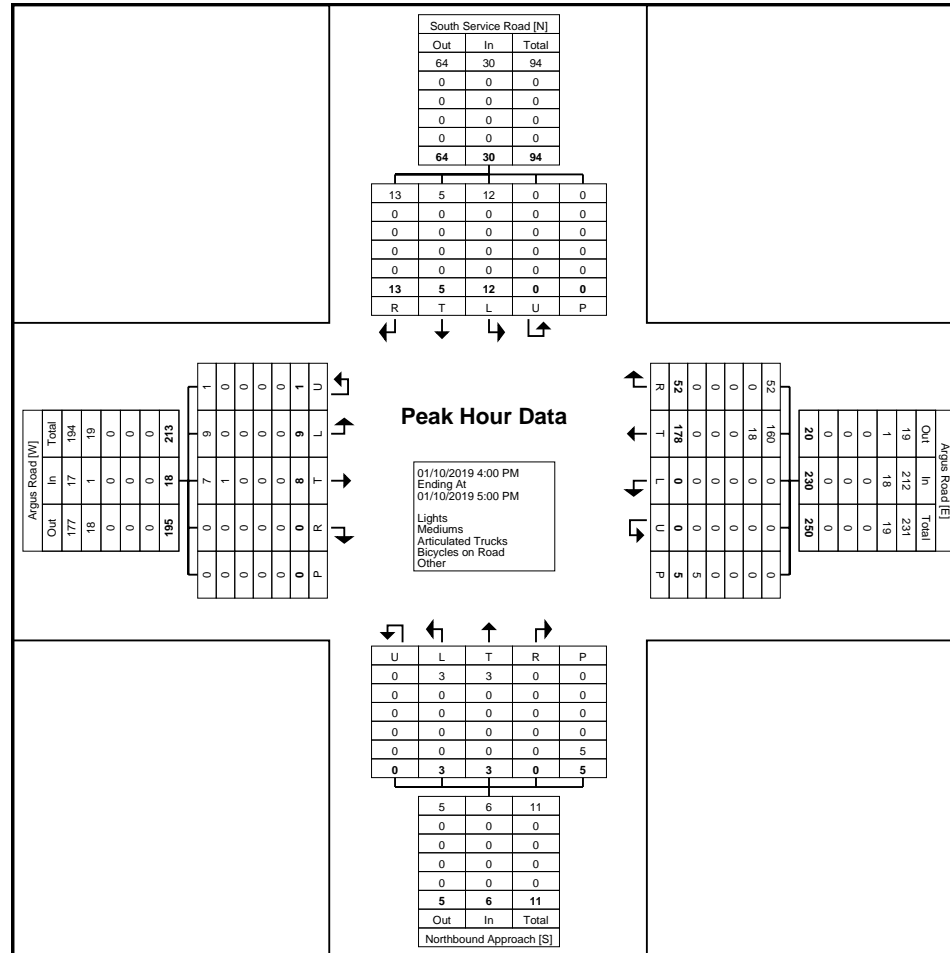 South Service Road [N]
Out In Total
64 30 94
0 0 0
0 0 0
0 0 0
0 0 0
64 30 94
13 5 12 0 0
0 0 0 0 0
0 0 0 0 0
0 0 0 0 0
0 0 0 0 0
13 5 12 0 0
R T L U P
Argus Road [W]
Total In Out
194 17 177
19 1 18
0 0 0
0 0 0
0 0 0
213 18 195
1 9 7 0 0
0 0 1 0 0
0 0 0 0 0
0 0 0 0 0
0 0 0 0 0
1 9 8 0 0
U L T R P
Peak Hour Data
01/10/2019 4:00 PM
Ending At
01/10/2019 5:00 PM
Lights
Mediums
Articulated Trucks
Bicycles on Road
Other
R T L U P
52 178 0 0 5
0 0 0 0 5
0 0 0 0 0
0 0 0 0 0
0 18 0 0 0
52 160 0 0 0
Argus Road [E]
Out In Total
19 212 231
1 18 19
0 0 0
0 0 0
0 0 0
20 230 250
U L T R P
0 3 3 0 0
0 0 0 0 0
0 0 0 0 0
0 0 0 0 0
0 0 0 0 5
0 3 3 0 5
5 6 11
0 0 0
0 0 0
0 0 0
0 0 0
5 6 11
Out In Total
Northbound Approach [S]